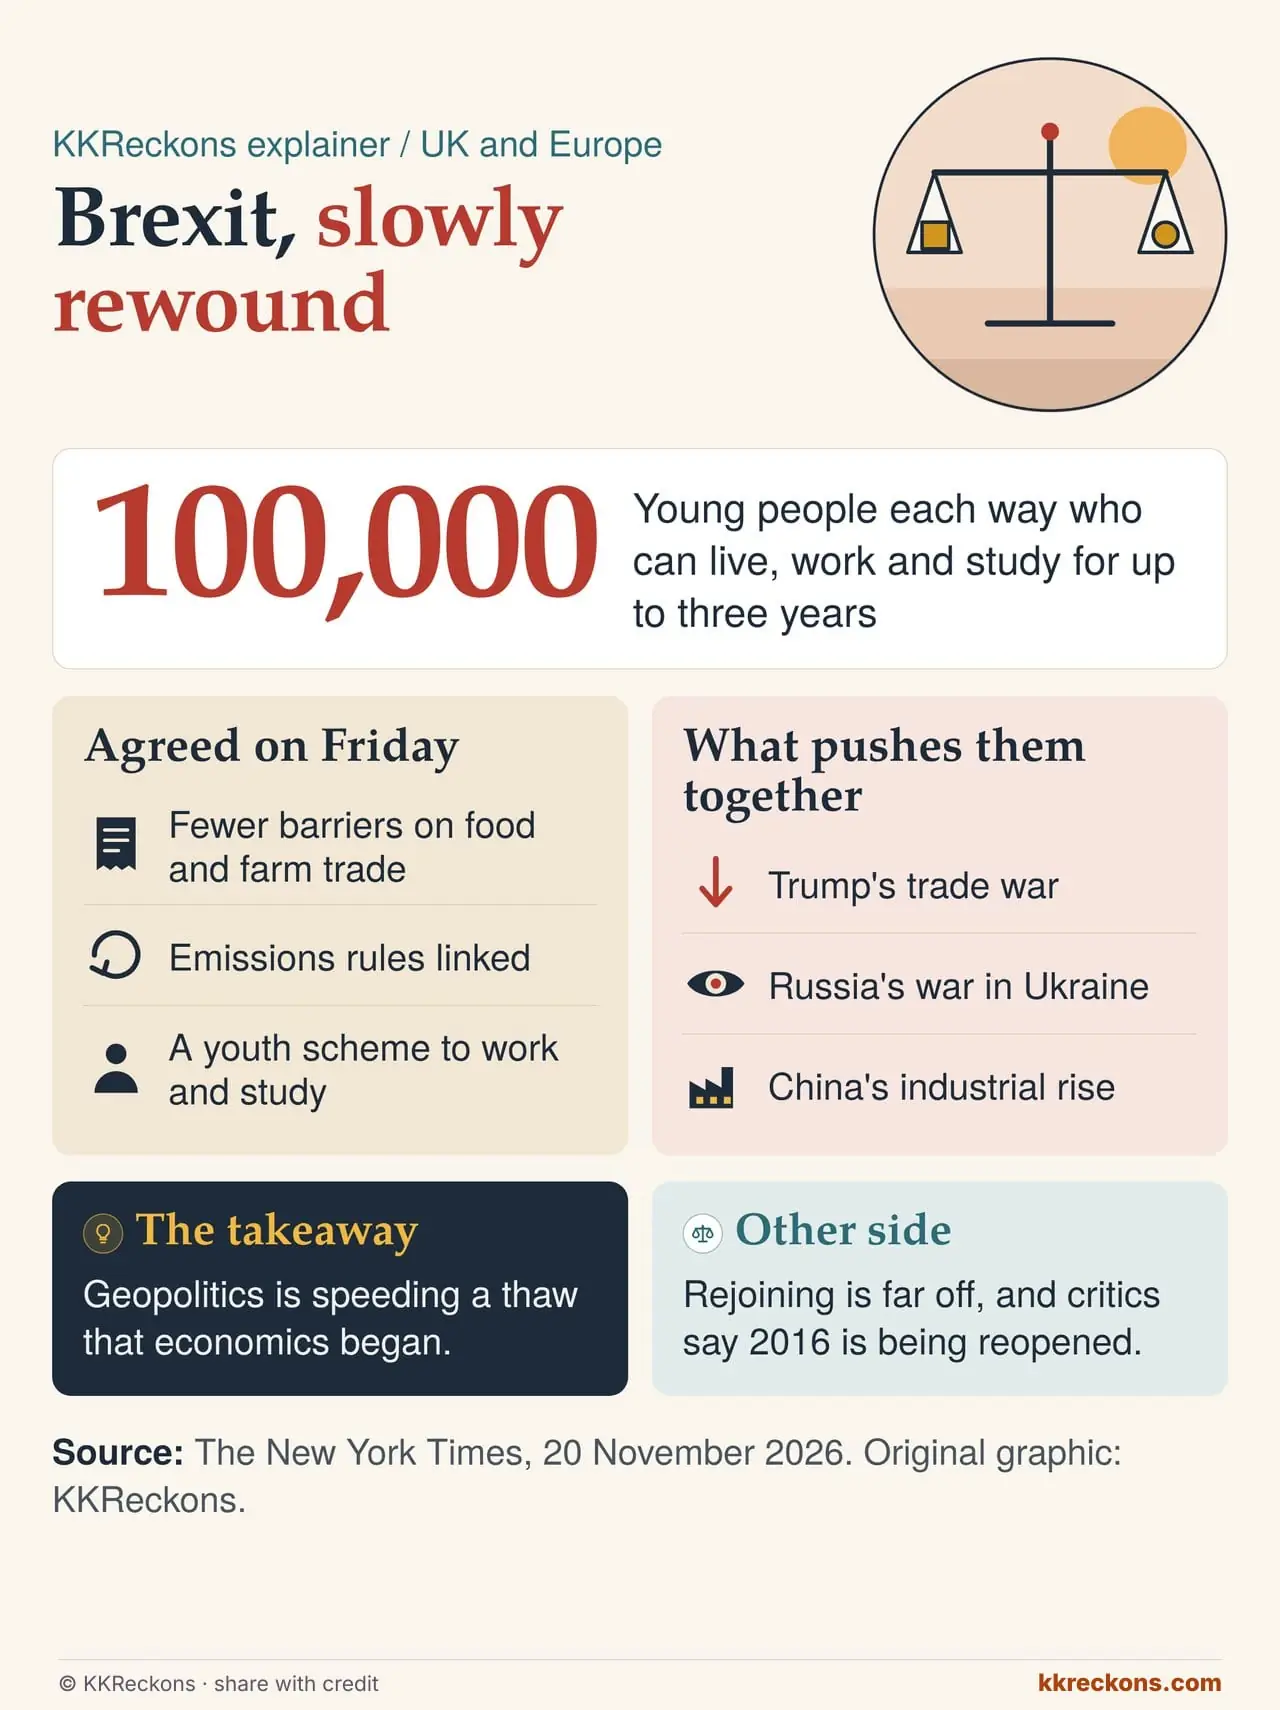 KKReckons explainer / UK and Europe
Brexit, slowly
rewound
100,000
Young people each way who
can live, work and study for up
to three years
Agreed on Friday
Fewer barriers on food
and farm trade
Emissions rules linked
A youth scheme to work
and study
What pushes them
together
Trump's trade war
Russia's war in Ukraine
China's industrial rise
The takeaway
Geopolitics is speeding a thaw
that economics began.
Other side
Rejoining is far off, and critics
say 2016 is being reopened.
Source: The New York Times, 20 November 2026. Original graphic:
KKReckons.
© KKReckons · share with credit
kkreckons.com